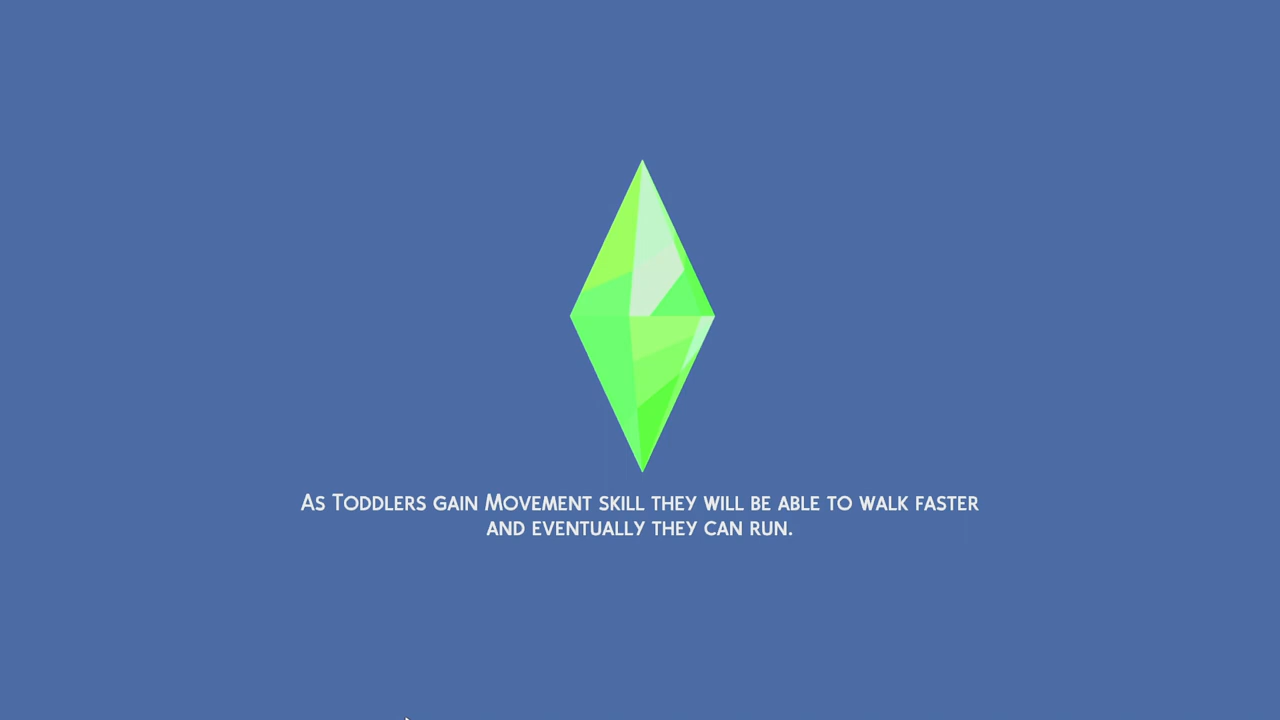 As Toddlers gain Movement skill they will be able to walk faster
and eventually they can run.